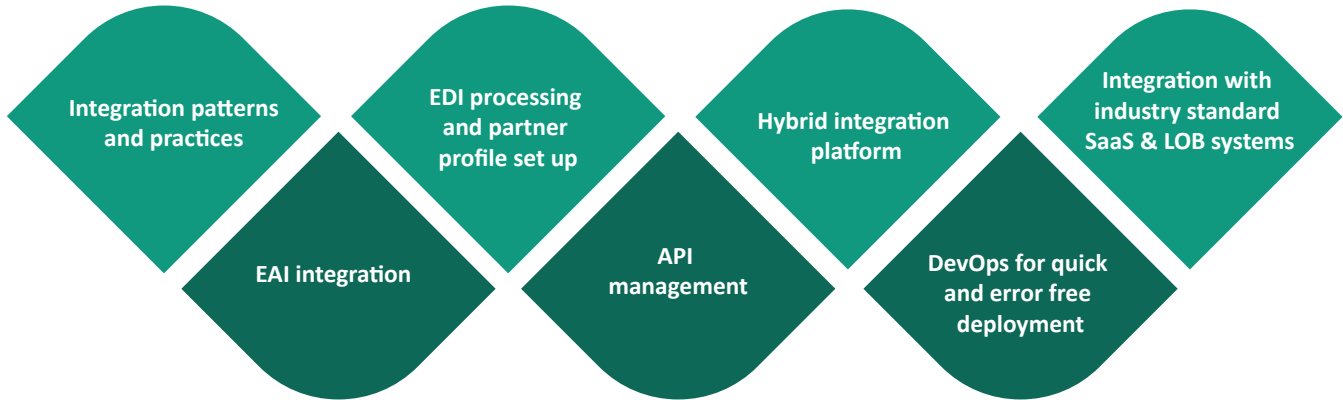 Integration patterns
and practices
EAI integration
EDI processing
and partner
profile set up
API
management
Hybrid integration
platform
DevOps for quick
and error free
deployment
Integration with
industry standard
SaaS & LOB systems